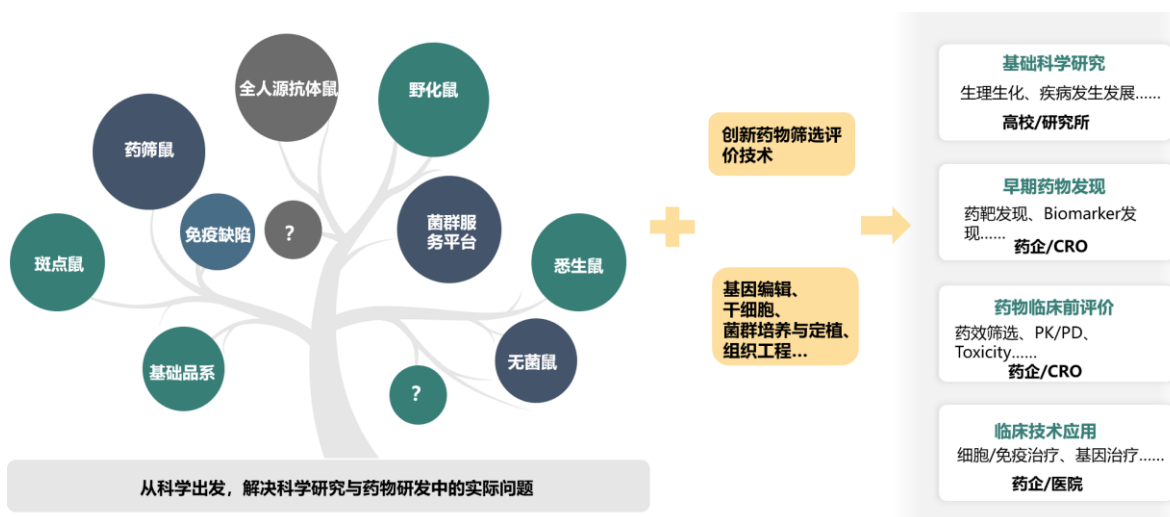 全人源抗体鼠
野化鼠
药筛鼠
免疫缺陷
?
菌群服
务平台
斑点鼠
悉生鼠
基础品系
无菌鼠
?
从科学出发，解决科学研究与药物研发中的实际问题
创新药物筛选评
价技术
基因编辑、
干细胞、
菌群培养与定植、
组织工程...
基础科学研究
生理生化、疾病发生发展......
高校/研究所
早期药物发现
药靶发现、Biomarker发
现......
药企/CRO
药物临床前评价
药效筛选、PK/PD、
Toxicity......
药企/CRO
临床技术应用
细胞/免疫治疗、基因治疗......
药企/医院